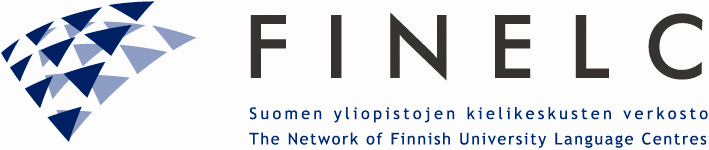 FINELC
Suomen yliopistojen kielikeskusten verkosto
The Network of Finnish University Language Centres